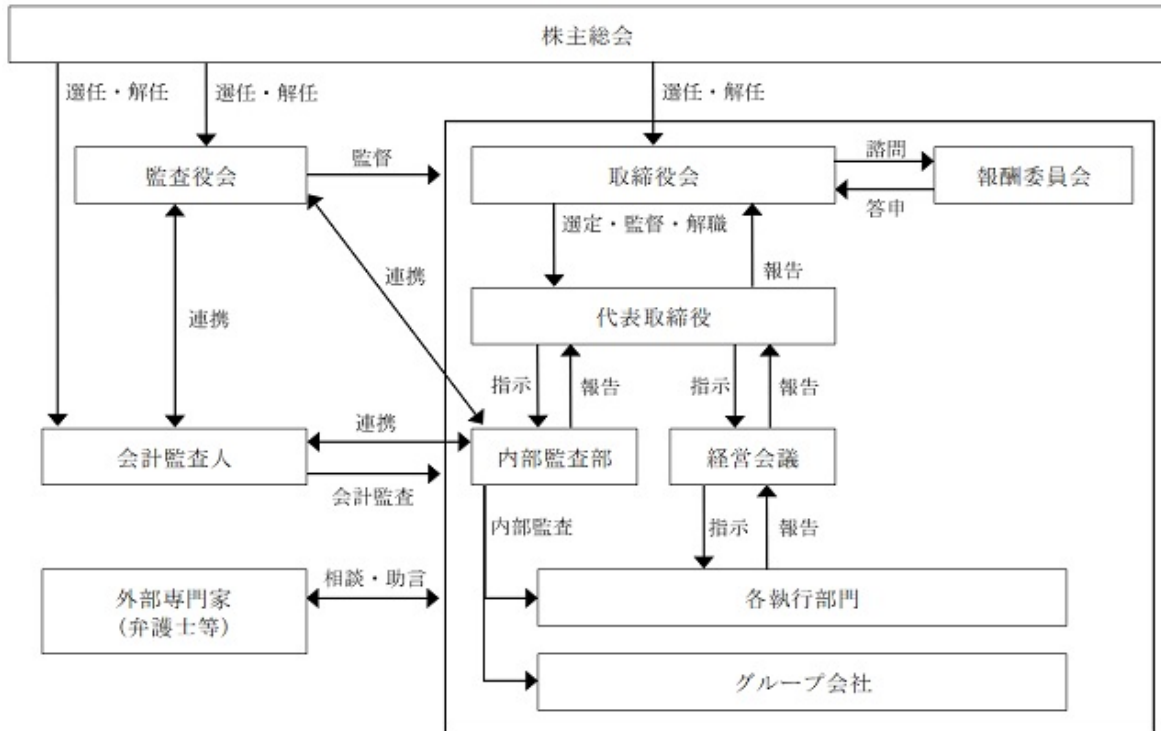 株主総会
選任・解任
選任・解任
選任・解任
監査役会
監督
取締役会
諮問
答申
報酬委員会
選定・監督・解職
報告
連携
連携
代表取締役
指示
報告
指示
報告
会計監査人
連携
会計監査
内部監査部
経営会議
内部監査
指示
報告
外部専門家
(弁護士等)
相談・助言
各執行部門
グループ会社